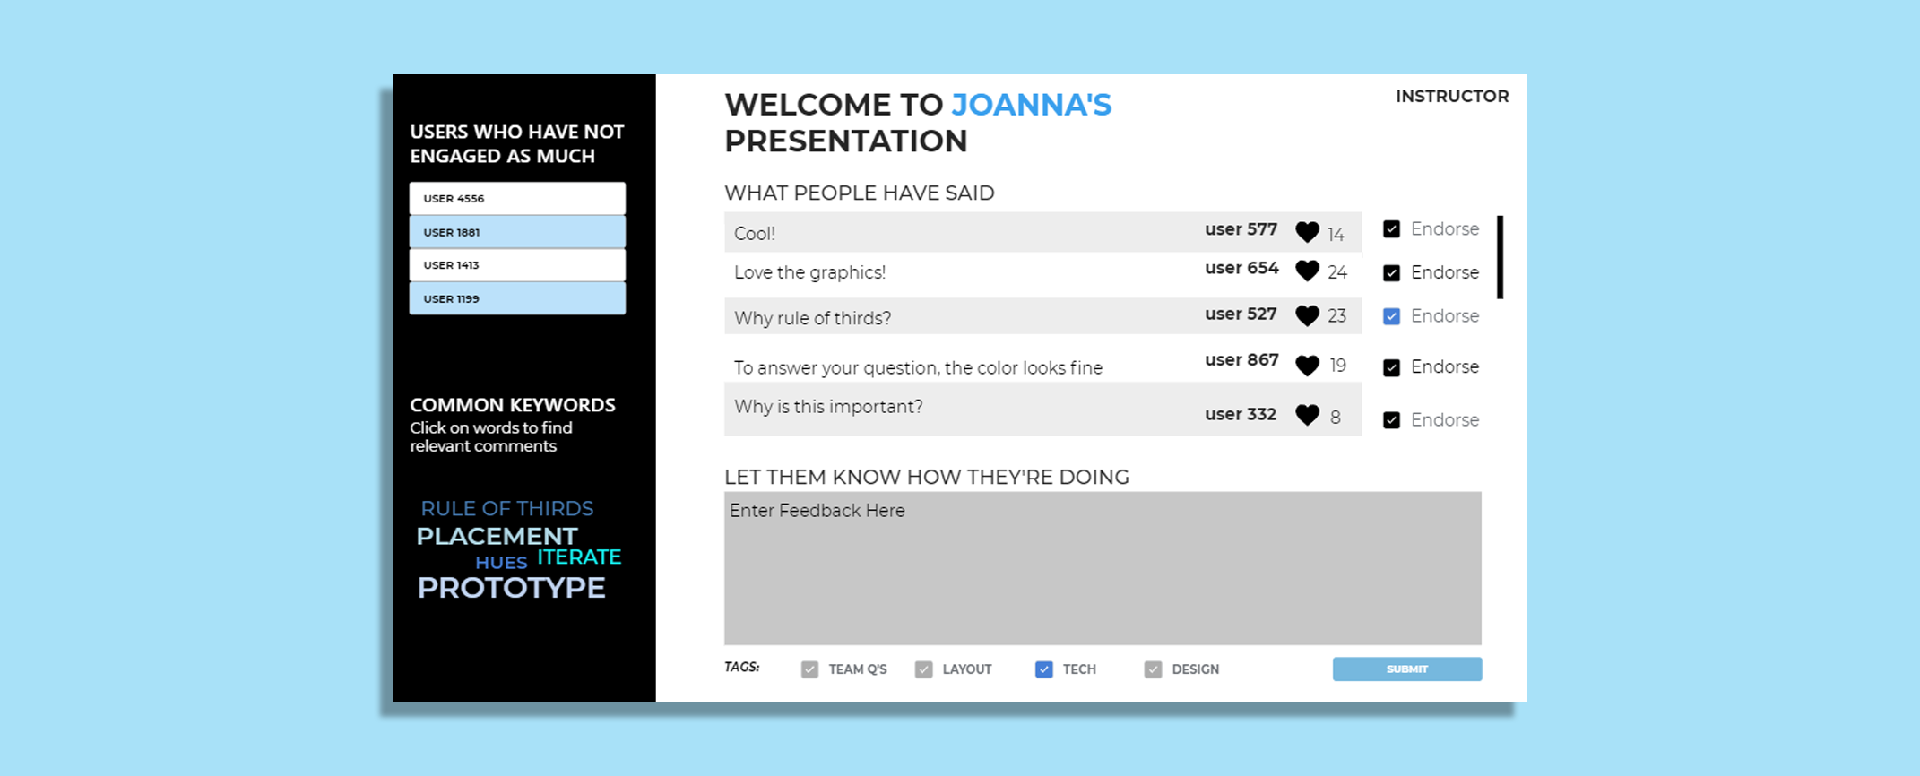 USERS WHO HAVE NOT
ENGAGED AS MUCH
USER 4556
USER 1881
USER 1413
USER 1199
COMMON KEYWORDS
Click on words to find
relevant comments
RULE OF THIRDS
PLACEMENT
HUES ITERATE
PROTOTYPE
WELCOME TO JOANNA'S
PRESENTATION
INSTRUCTOR
WHAT PEOPLE HAVE SAID
Cool! user 577 14 Endorse
Love the graphics! user 654 24 Endorse
Why rule of thirds? user 527 23 Endorse
To answer your question, the color looks fine user 867 19 Endorse
Why is this important? user 332 8 Endorse
LET THEM KNOW HOW THEY'RE DOING
Enter Feedback Here
TAGS: TEAM Q'S LAYOUT TECH DESIGN SUBMIT